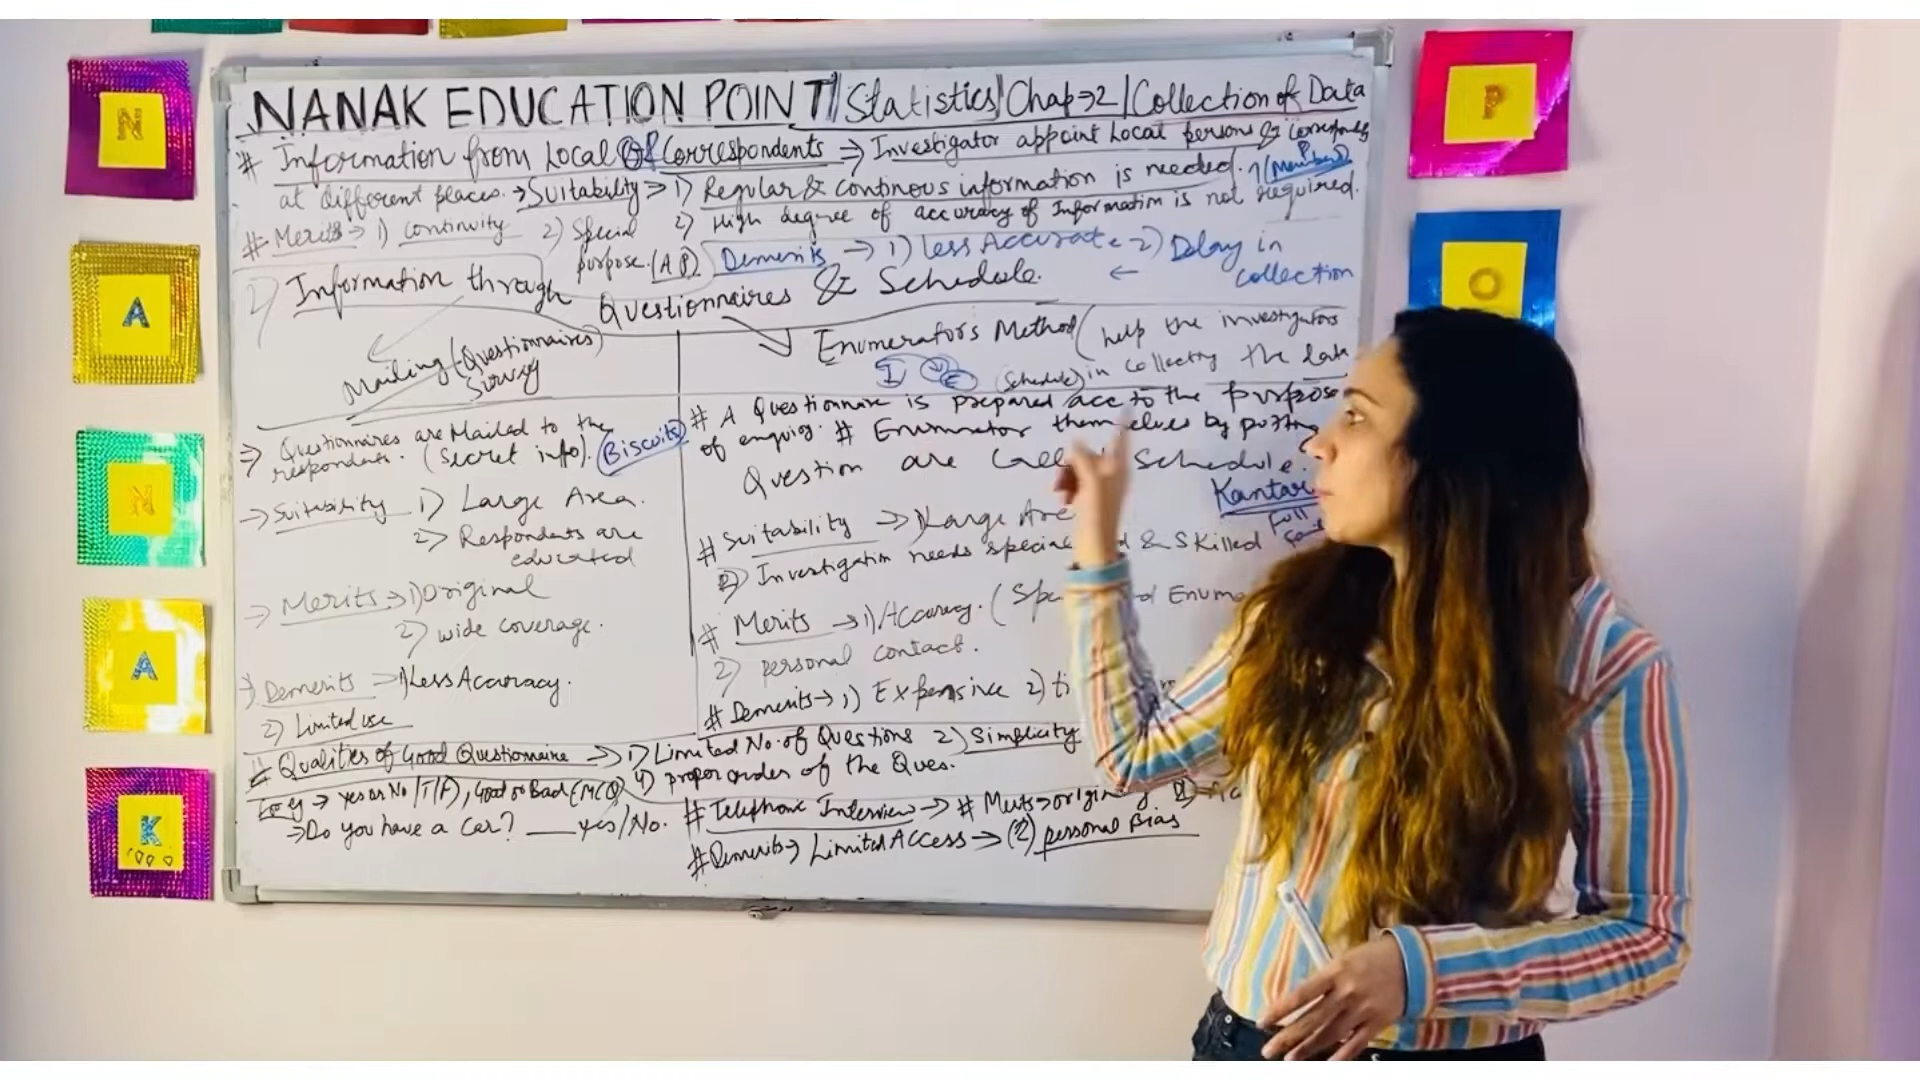 NANAK EDUCATION POINT // Statistics / Chap → 2 / Collection of Data
# Information from Local Or Correspondents ⇒ Investigator appoint Local persons &
at different places. → Suitability → 1) Regular & continous information is needed.
2) High degree of accuracy of Information is not required.
# Merits → 1) continuity 2) Special purpose. (AP)
Demerits → 1) Less Accurate 2) Delay in collection
2) Information through Questionnaires & Schedule.
Mailing (Questionnaires) Survey
⇒ Questionnaires are Mailed to the
respondents. (Secret info). Biscuits
→ Suitability 1) Large Area.
2) Respondents are
educated
→ Merits → 1) Original
2) wide coverage.
→ Demerits → 1) Less Accuracy.
2) Limited use
Enumerators Method (help the investigators
I E (Schedule) in collecting the data
# A Questionnaire is prepared acc to the purpose
of enquiry. # Enumerator themselves by putting
Question are Schedule.
Kantar
Full
# Suitability → 1) Large
2) Investigation needs & Skilled
# Merits → 1) Accuracy.
2) personal contact.
# Demerits → 1) Expensive 2)
# Qualities of Good Questionnaire → 1) Limited No. of Questions 2) Simplicity
4) proper order of the Ques.
For eg → yes or No / T/F), Good or Bad (MCQ)
→ Do you have a Car? ___ yes/No.
# Telephone Interview → # Merits →
# Demerits → Limited Access → (2) personal Bias
N
A
N
A
K
P
O